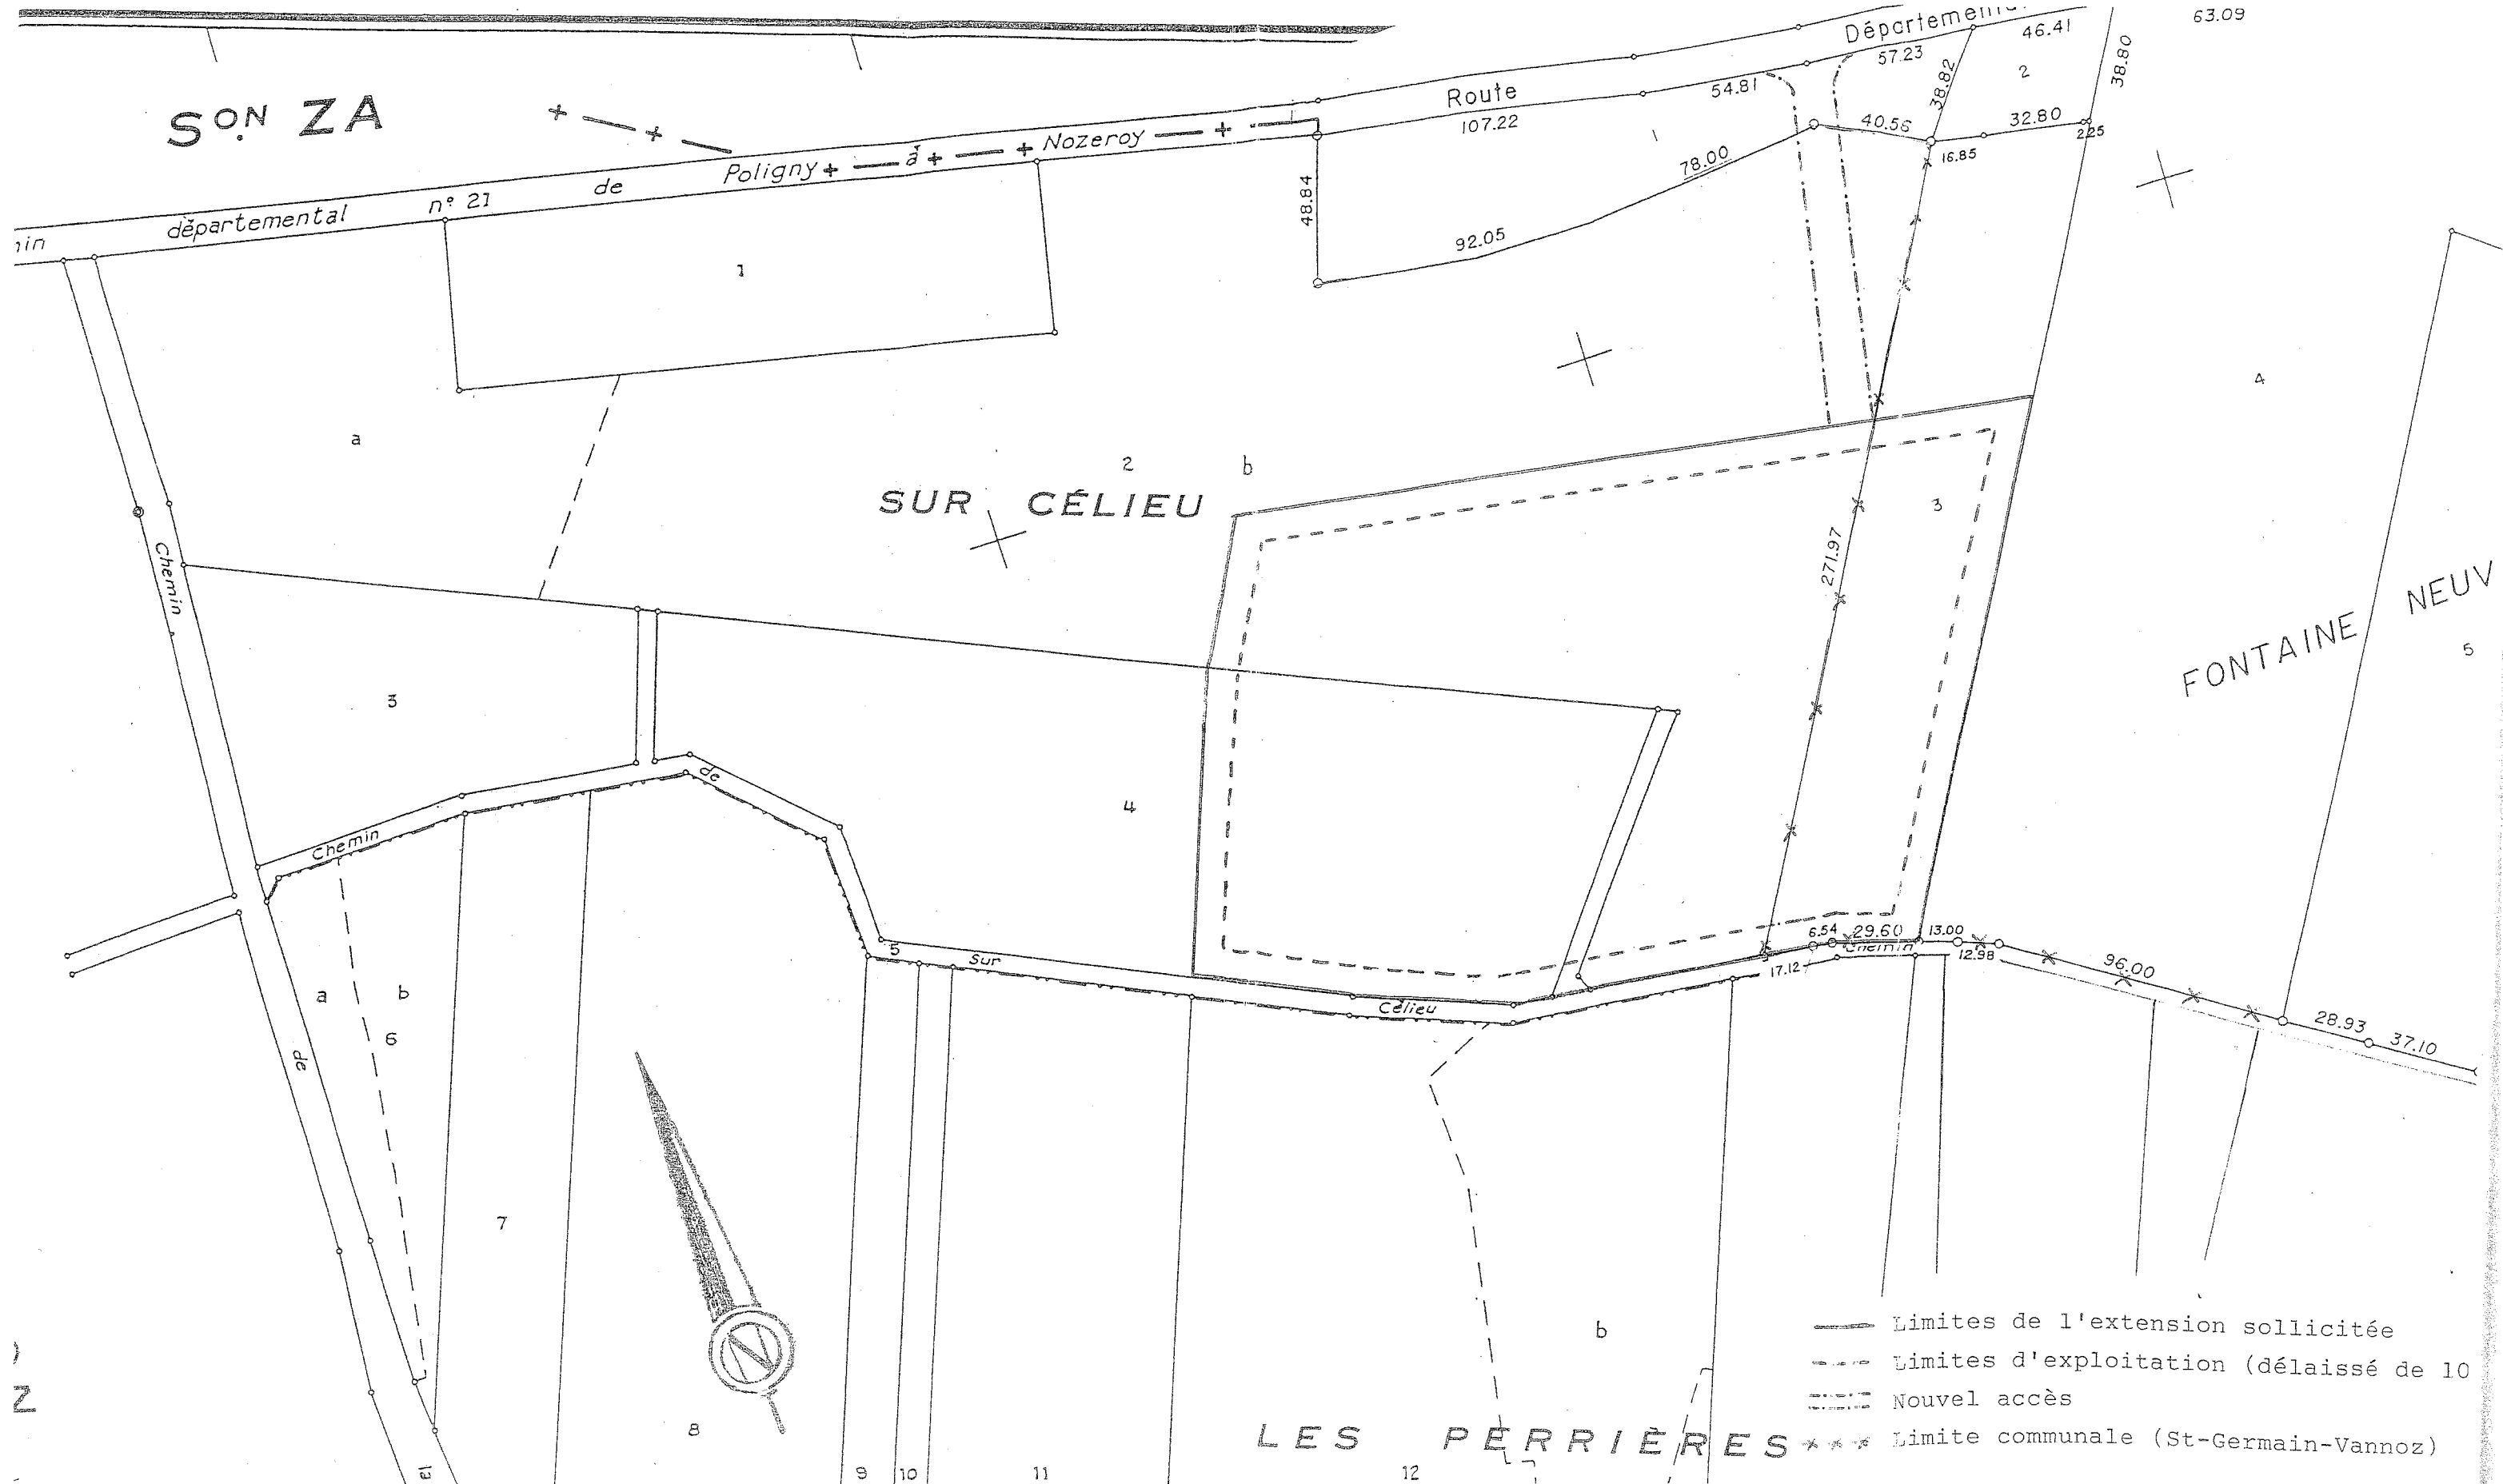 SON ZA
Départementa
63.09
46.41
57.23
2
38.80
38.82
Route
54.81
107.22
1
40.56
32.80
2.25
16.85
78.00
48.84
92.05
départemental n° 21 de Poligny à Nozeroy
1
a
2 b
SUR CÉLIEU
3
4
271.97
FONTAINE NEUV
5
Chemin
3
4
de
Chemin
5
Sur
Célieu
6.54
29.60
13.00
Chemin
17.12
12.98
96.00
28.93
37.10
a b
6
de
7
8
N
b
Limites de l'extension sollicitée
Limites d'exploitation (délaissé de 10
Nouvel accès
Limite communale (St-Germain-Vannoz)
LES PERRIÈRES
Z
la
9
10
11
12